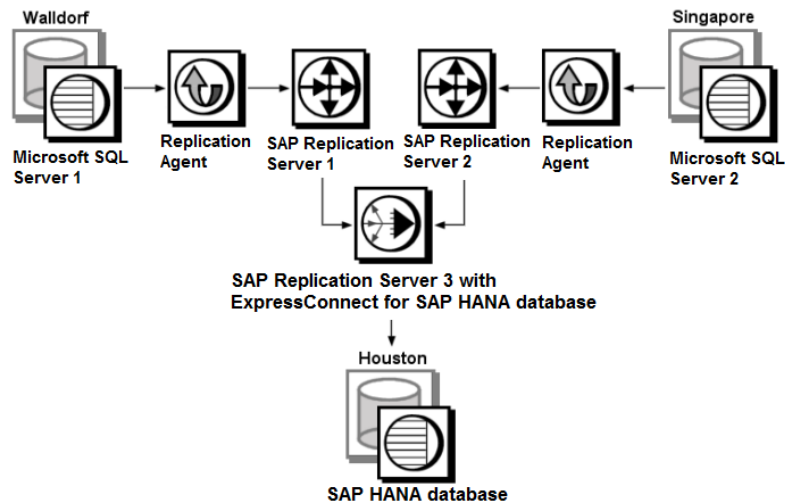 Walldorf
Singapore
Microsoft SQL
Server 1
Replication
Agent
SAP Replication
Server 1
SAP Replication
Server 2
Replication
Agent
Microsoft SQL
Server 2
SAP Replication Server 3 with
ExpressConnect for SAP HANA database
Houston
SAP HANA database